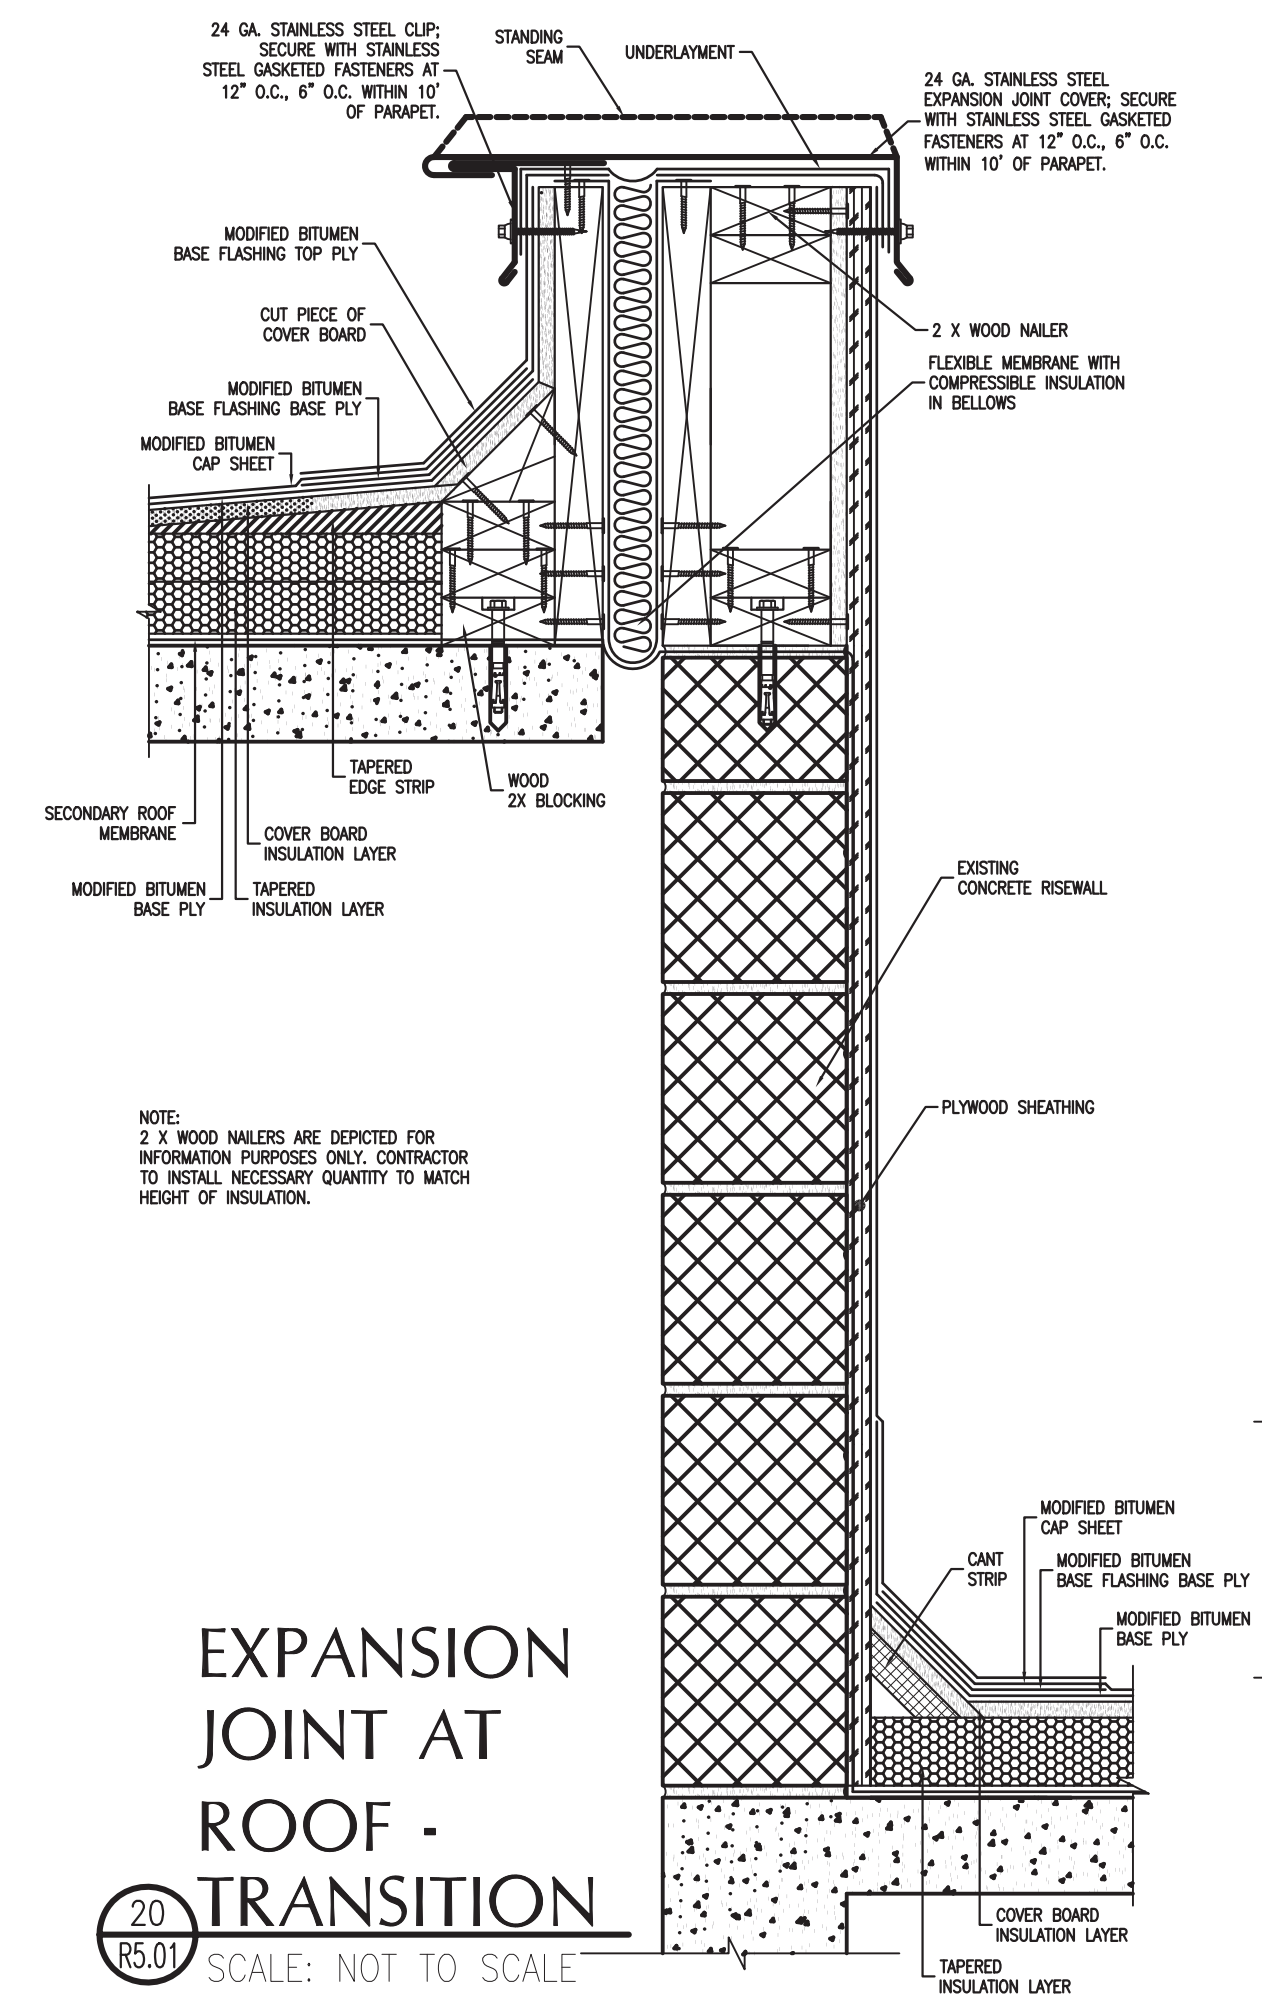 24 GA. STAINLESS STEEL CLIP;
SECURE WITH STAINLESS
STEEL GASKETED FASTENERS AT
12" O.C., 6" O.C. WITHIN 10'
OF PARAPET.
STANDING
SEAM
UNDERLAYMENT
24 GA. STAINLESS STEEL
EXPANSION JOINT COVER; SECURE
WITH STAINLESS STEEL GASKETED
FASTENERS AT 12" O.C., 6" O.C.
WITHIN 10' OF PARAPET.
MODIFIED BITUMEN
BASE FLASHING TOP PLY
CUT PIECE OF
COVER BOARD
MODIFIED BITUMEN
BASE FLASHING BASE PLY
MODIFIED BITUMEN
CAP SHEET
2 X WOOD NAILER
FLEXIBLE MEMBRANE WITH
COMPRESSIBLE INSULATION
IN BELLOWS
TAPERED
EDGE STRIP
WOOD
2X BLOCKING
SECONDARY ROOF
MEMBRANE
COVER BOARD
INSULATION LAYER
MODIFIED BITUMEN
BASE PLY
TAPERED
INSULATION LAYER
EXISTING
CONCRETE RISEWALL
PLYWOOD SHEATHING
NOTE:
2 X WOOD NAILERS ARE DEPICTED FOR
INFORMATION PURPOSES ONLY. CONTRACTOR
TO INSTALL NECESSARY QUANTITY TO MATCH
HEIGHT OF INSULATION.
MODIFIED BITUMEN
CAP SHEET
CANT
STRIP
MODIFIED BITUMEN
BASE FLASHING BASE PLY
MODIFIED BITUMEN
BASE PLY
COVER BOARD
INSULATION LAYER
TAPERED
INSULATION LAYER
EXPANSION
JOINT AT
ROOF -
TRANSITION
20
R5.01
SCALE: NOT TO SCALE